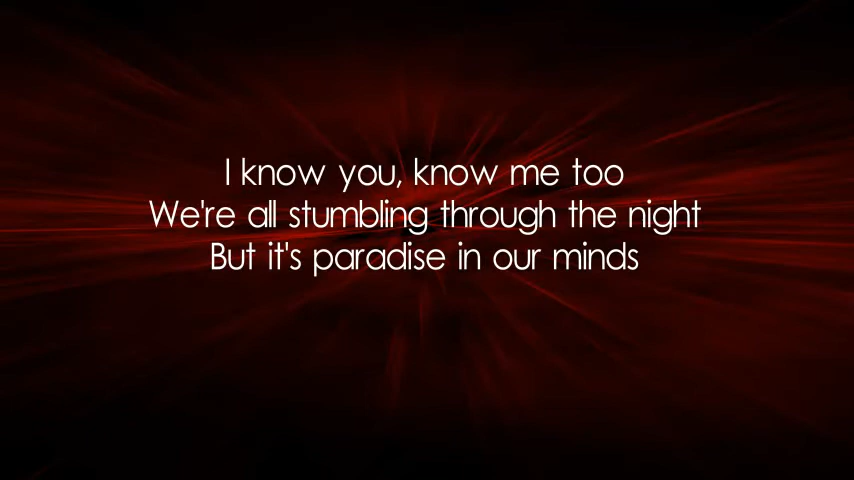 I know you, know me too
We're all stumbling through the night
But it's paradise in our minds